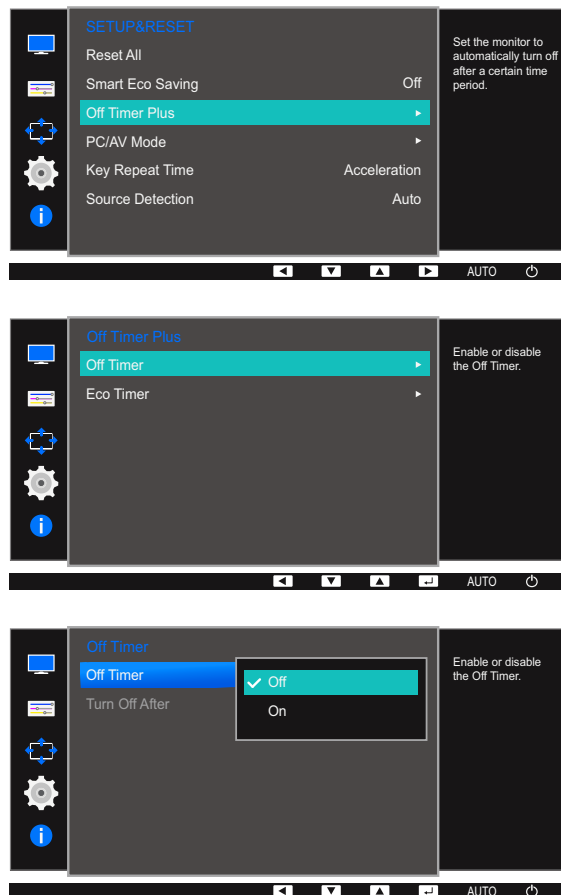 SETUP&RESET
Reset All
Smart Eco Saving Off
Off Timer Plus
PC/AV Mode
Key Repeat Time Acceleration
Source Detection Auto
Set the monitor to
automatically turn off
after a certain time
period.
AUTO
Off Timer Plus
Off Timer
Eco Timer
Enable or disable
the Off Timer.
AUTO
Off Timer
Off Timer
Turn Off After
Off
On
Enable or disable
the Off Timer.
AUTO